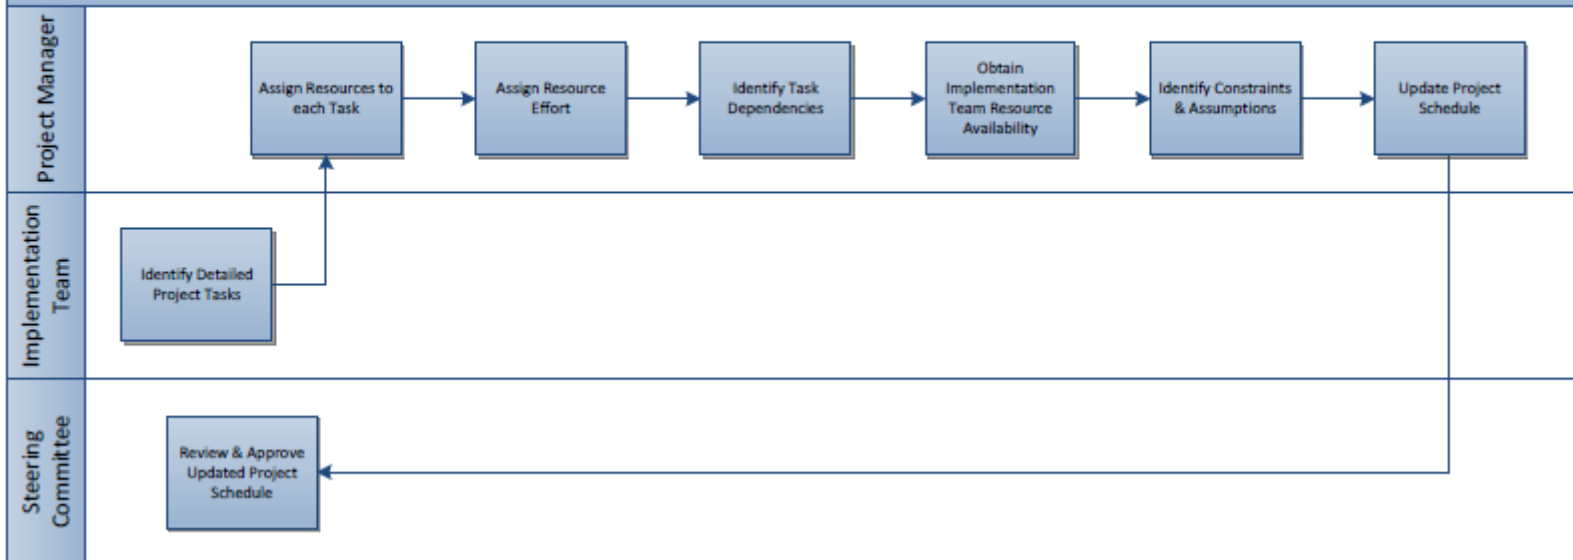 Project Manager
Assign Resources to
each Task
Assign Resource
Effort
Identify Task
Dependencies
Obtain
Implementation
Team Resource
Availability
Identify Constraints
& Assumptions
Update Project
Schedule
Implementation
Team
Identify Detailed
Project Tasks
Steering
Committee
Review & Approve
Updated Project
Schedule